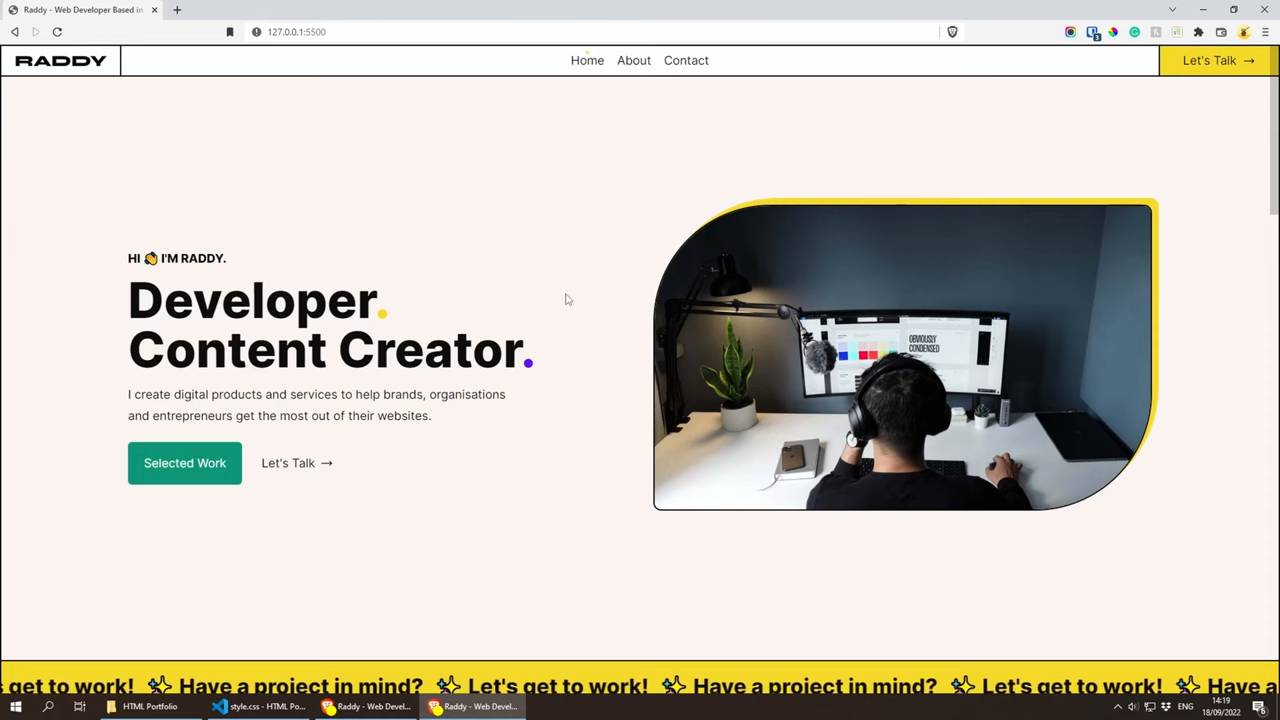 Raddy - Web Developer Based in
127.0.0.1:5500
RADDY
Home
About
Contact
Let's Talk →
HI 👋 I'M RADDY.
Developer.
Content Creator.
I create digital products and services to help brands, organisations
and entrepreneurs get the most out of their websites.
Selected Work
Let's Talk →
OBVIOUSLY
CONDENSED
s get to work! ✨ Have a project in mind? ✨ Let's get to work! ✨ Have a project in mind? ✨ Let's get to work! ✨ Have a
HTML Portfolio
style.css - HTML Po...
Raddy - Web Devel...
Raddy - Web Devel...
ENG
14:19
18/09/2022